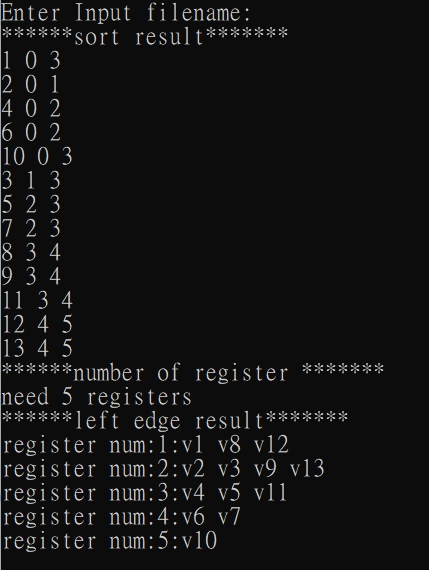 Enter Input filename:
******sort result*******
1 0 3
2 0 1
4 0 2
6 0 2
10 0 3
3 1 3
5 2 3
7 2 3
8 3 4
9 3 4
11 3 4
12 4 5
13 4 5
******number of register *******
need 5 registers
******left edge result*******
register num:1:v1 v8 v12
register num:2:v2 v3 v9 v13
register num:3:v4 v5 v11
register num:4:v6 v7
register num:5:v10